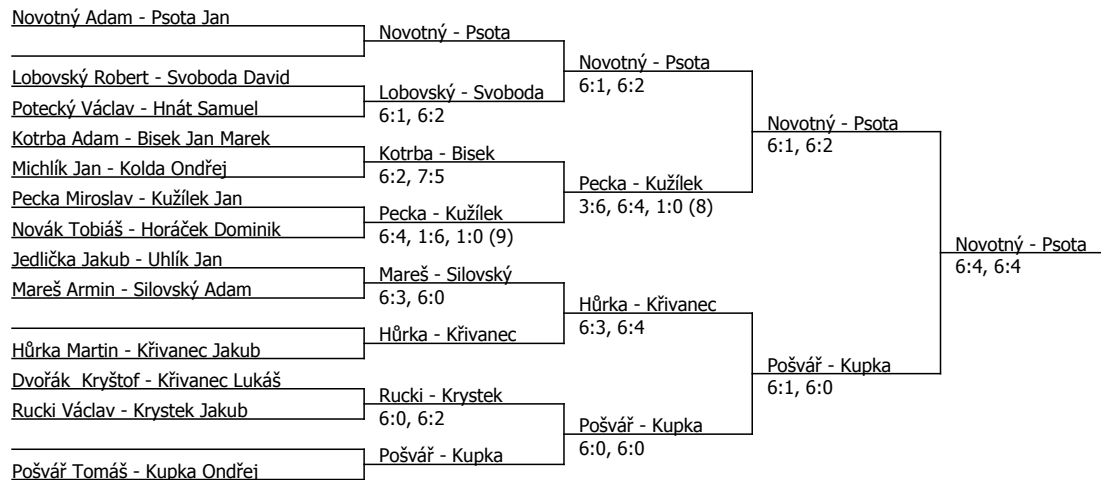 Novotný Adam - Psota Jan
Lobovský Robert - Svoboda David
Potecký Václav - Hnát Samuel
Kotrba Adam - Bisek Jan Marek
Michlík Jan - Kolda Ondřej
Pecka Miroslav - Kužílek Jan
Novák Tobiáš - Horáček Dominik
Jedlička Jakub - Uhlík Jan
Mareš Armin - Silovský Adam
Hůrka Martin - Křivanec Jakub
Dvořák  Kryštof - Křivanec Lukáš
Rucki Václav - Krystek Jakub
Pošvář Tomáš - Kupka Ondřej
Novotný - Psota
Lobovský - Svoboda
6:1, 6:2
Kotrba - Bisek
6:2, 7:5
Pecka - Kužílek
6:4, 1:6, 1:0 (9)
Mareš - Silovský
6:3, 6:0
Hůrka - Křivanec
Rucki - Krystek
6:0, 6:2
Pošvář - Kupka
Novotný - Psota
6:1, 6:2
Pecka - Kužílek
3:6, 6:4, 1:0 (8)
Hůrka - Křivanec
6:3, 6:4
Pošvář - Kupka
6:0, 6:0
Novotný - Psota
6:1, 6:2
Pošvář - Kupka
6:1, 6:0
Novotný - Psota
6:4, 6:4